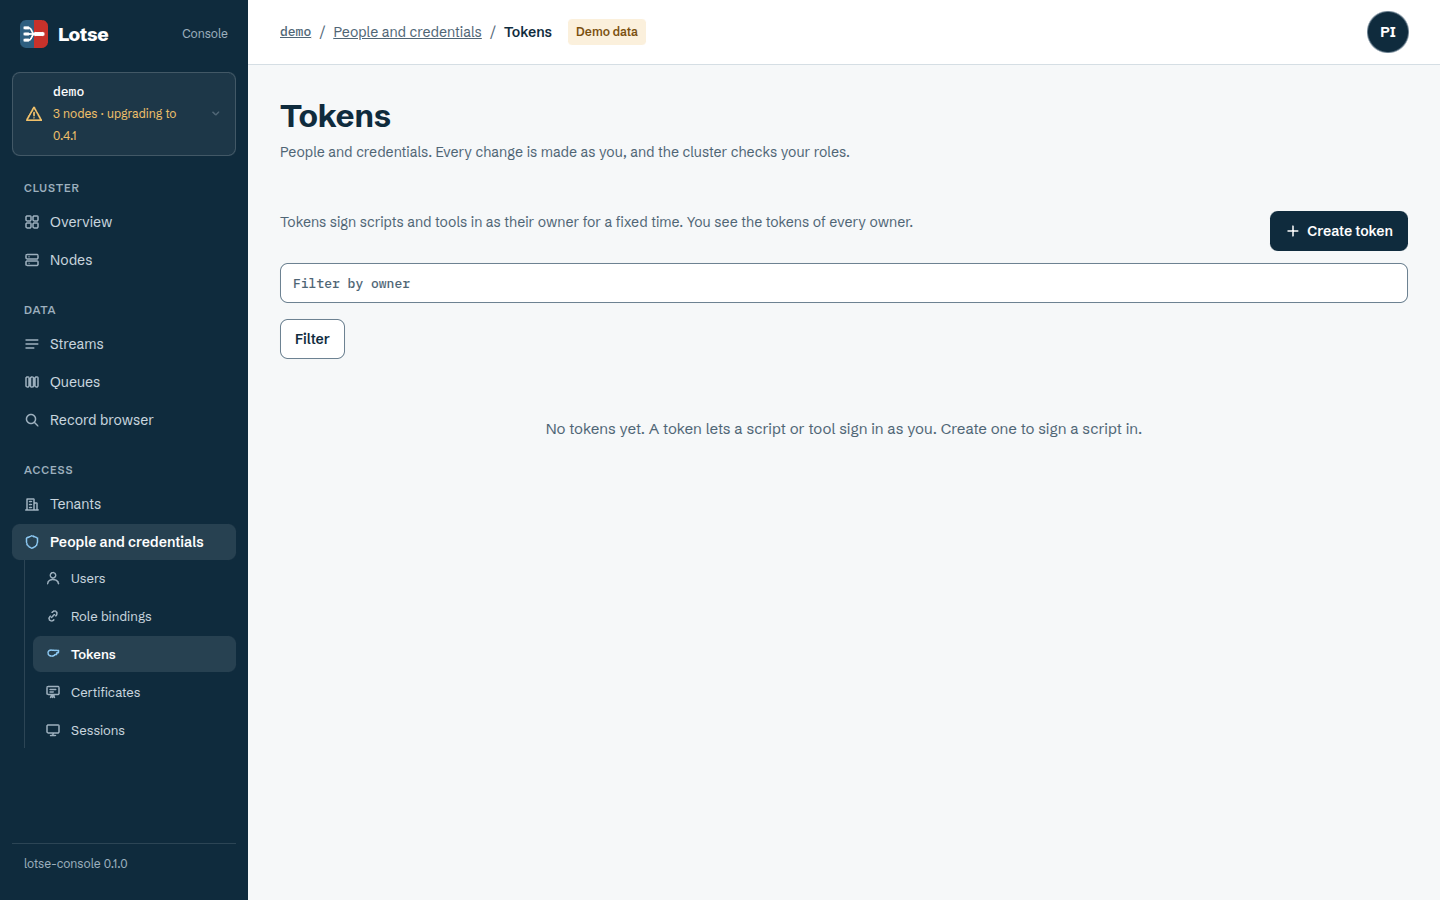 Lotse
Console
demo
3 nodes · upgrading to
0.4.1
CLUSTER
Overview
Nodes
DATA
Streams
Queues
Record browser
ACCESS
Tenants
People and credentials
Users
Role bindings
Tokens
Certificates
Sessions
lotse-console 0.1.0
demo / People and credentials / Tokens Demo data
PI
Tokens
People and credentials. Every change is made as you, and the cluster checks your roles.
Tokens sign scripts and tools in as their owner for a fixed time. You see the tokens of every owner.
Create token
Filter by owner
Filter
No tokens yet. A token lets a script or tool sign in as you. Create one to sign a script in.